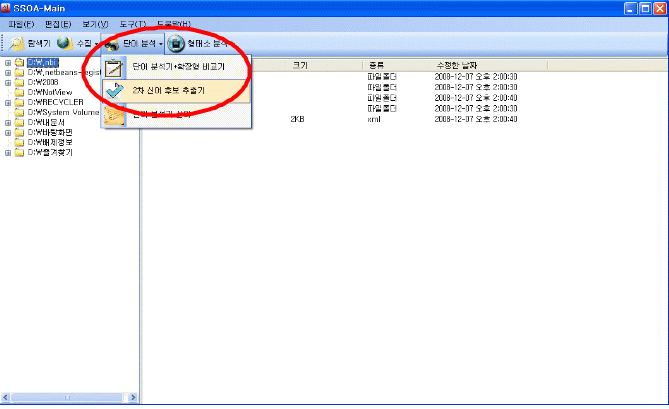 SSOA-Main
파일(F) 편집(E) 보기(V) 도구(T) 도움말(H)
탐색기 수집 단어 분석 형태소 분석
단어 분석기+확장형 비교기
2차 신어 후보 추출기
D:₩.nbi
D:₩.netbeans-regist
D:₩2008
D:₩NotView
D:₩RECYCLER
D:₩System Volume
D:₩내문서
D:₩바탕화면
D:₩배제정보
D:₩즐겨찾기
크기 종류 수정한 날짜
파일폴더 2008-12-07 오후 2:00:30
파일폴더 2008-12-07 오후 2:00:40
파일폴더 2008-12-07 오후 2:00:30
파일폴더 2008-12-07 오후 2:00:40
2KB xml 2008-12-07 오후 2:00:40